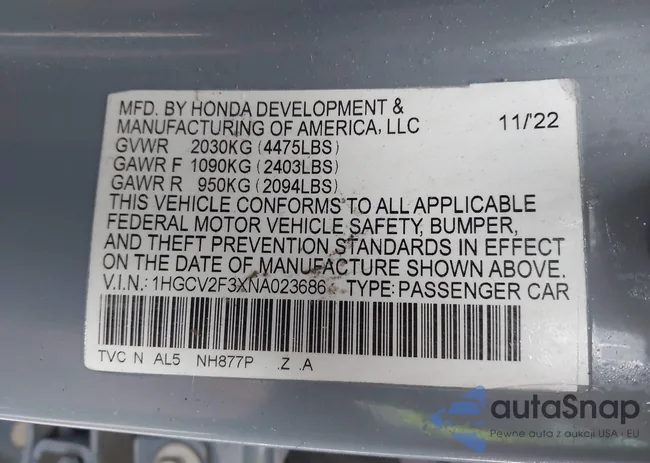 MFD. BY HONDA DEVELOPMENT &
MANUFACTURING OF AMERICA, LLC 11/'22
GVWR 2030KG (4475LBS)
GAWR F 1090KG (2403LBS)
GAWR R 950KG (2094LBS)
THIS VEHICLE CONFORMS TO ALL APPLICABLE
FEDERAL MOTOR VEHICLE SAFETY, BUMPER,
AND THEFT PREVENTION STANDARDS IN EFFECT
ON THE DATE OF MANUFACTURE SHOWN ABOVE.
V.I.N.: 1HGCV2F3XNA023686 TYPE: PASSENGER CAR
TVC N AL5 NH877P .Z .A
autaSnap
Pewne auta z aukcji USA i EU